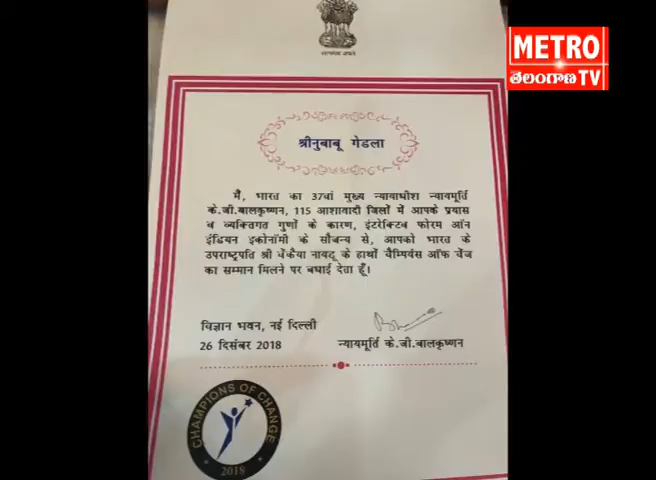 METRO
తెలంగాణ TV
श्रीनुबाबू गेडला
मैं, भारत का 37वां मुख्य न्यायाधीश न्यायमूर्ति
के.जी.बालकृष्णन, 115 आशावादी जिलों में आपके प्रयास
व व्यक्तिगत गुणों के कारण, इंटरेक्टिव फोरम ऑन
इंडियन इकोनॉमी के सौजन्य से, आपको भारत के
उपराष्ट्रपति श्री वेंकैया नायडू के हाथों चैम्पियंस ऑफ चेंज
का सम्मान मिलने पर बधाई देता हूँ।
विज्ञान भवन, नई दिल्ली
26 दिसंबर 2018
न्यायमूर्ति के.जी.बालकृष्णन
CHAMPIONS OF CHANGE
2018